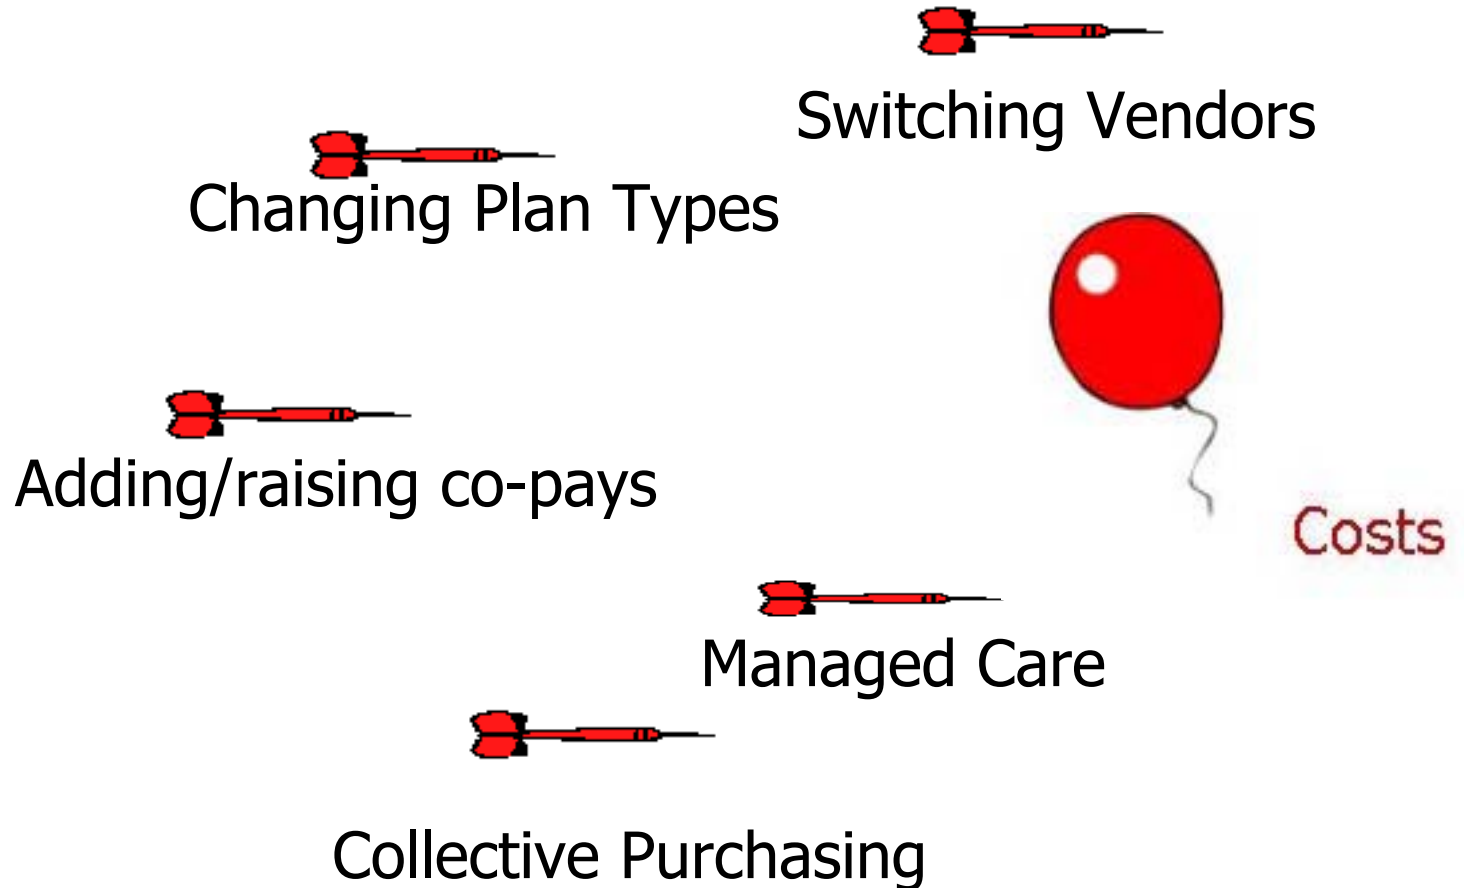 Switching Vendors
Changing Plan Types
Adding/raising co-pays
Costs
Managed Care
Collective Purchasing